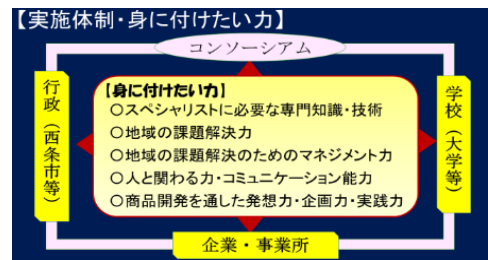 【実施体制・身に付けたい力】
コンソーシアム
行政（西条市等）
【身に付けたい力】
○スペシャリストに必要な専門知識・技術
○地域の課題解決力
○地域の課題解決のためのマネジメント力
○人と関わる力・コミュニケーション能力
○商品開発を通した発想力・企画力・実践力
学校（大学等）
企業・事業所